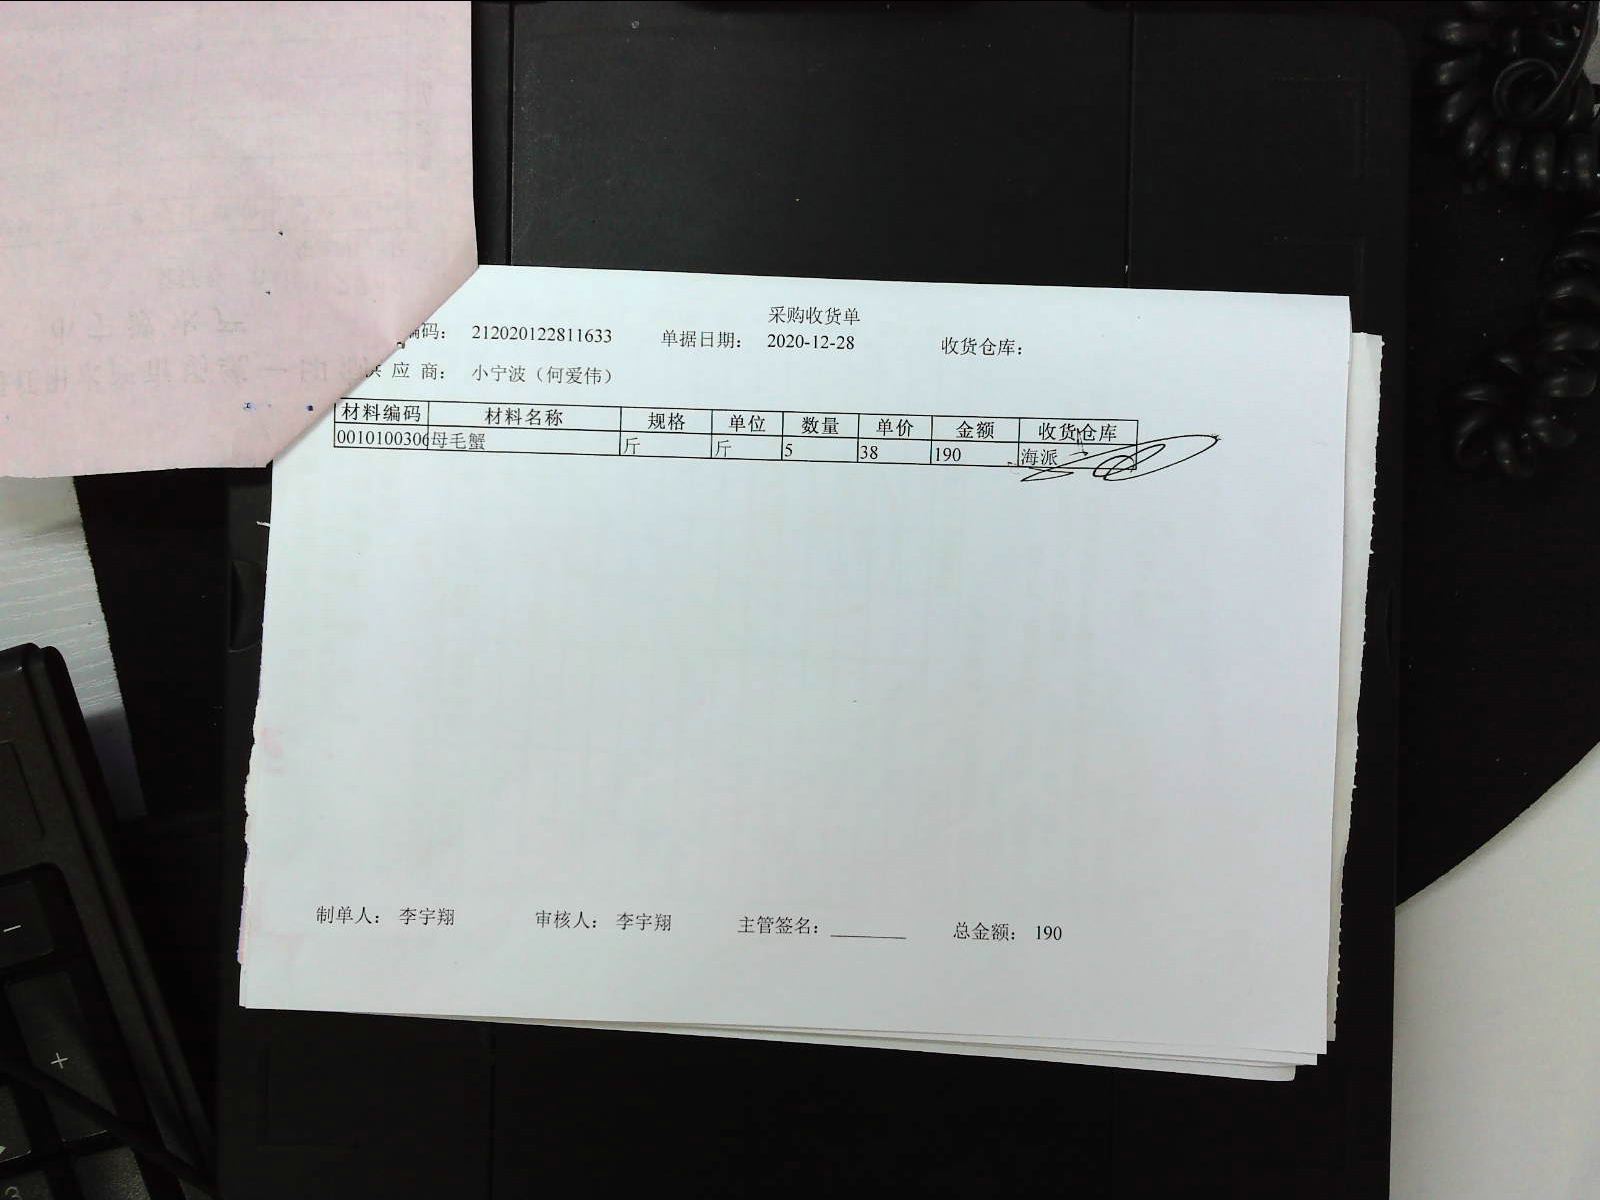 采购收货单
编码： 212020122811633 单据日期： 2020-12-28 收货仓库：
供应商： 小宁波（何爱伟）
材料编码 材料名称 规格 单位 数量 单价 金额 收货仓库
0010100306 母毛蟹 斤 斤 5 38 190 海派
制单人： 李宇翔 审核人： 李宇翔 主管签名： 总金额： 190